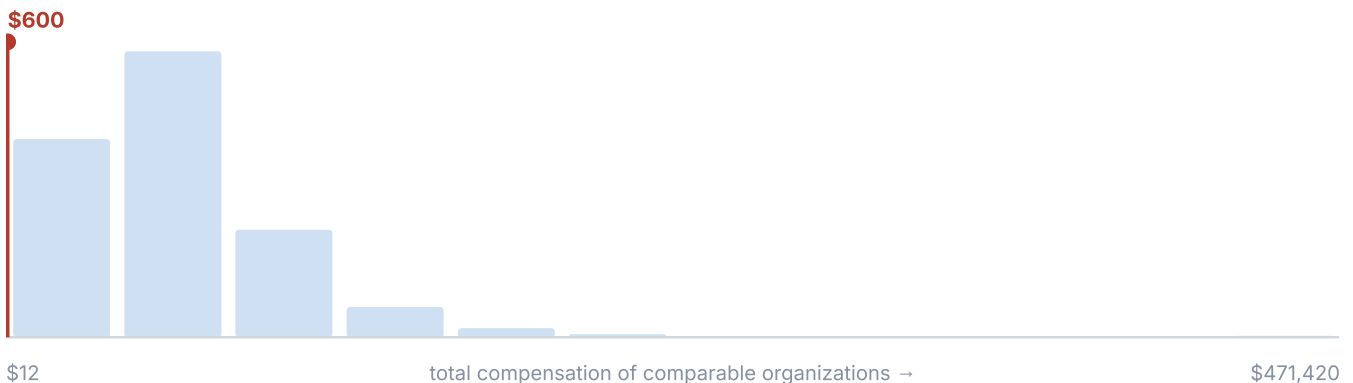 $600
$12 total compensation of comparable organizations → $471,420